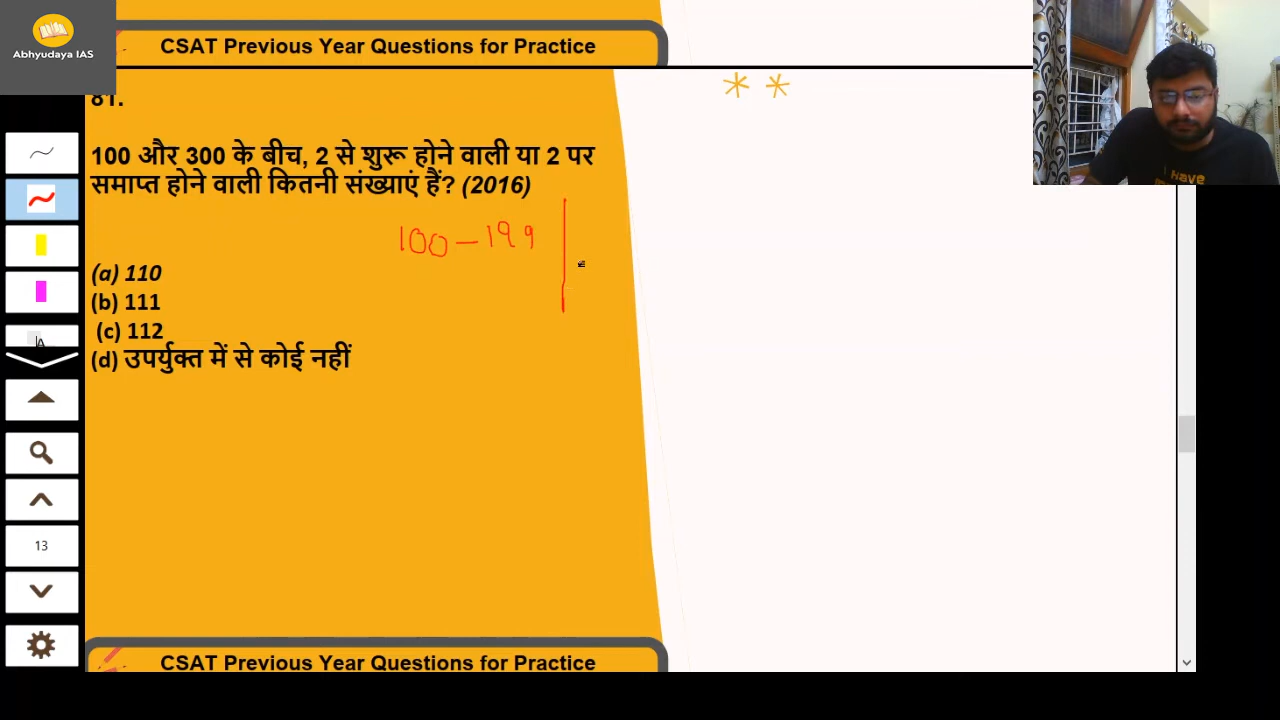 Abhyudaya IAS
CSAT Previous Year Questions for Practice
81.
100 और 300 के बीच, 2 से शुरू होने वाली या 2 पर
समाप्त होने वाली कितनी संख्याएं हैं? (2016)
100 – 199
(a) 110
(b) 111
(c) 112
(d) उपर्युक्त में से कोई नहीं
13
CSAT Previous Year Questions for Practice